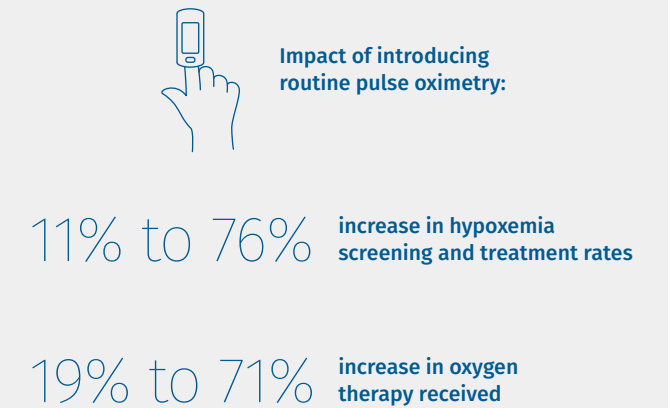 Impact of introducing
routine pulse oximetry:
11% to 76%
increase in hypoxemia
screening and treatment rates
19% to 71%
increase in oxygen
therapy received